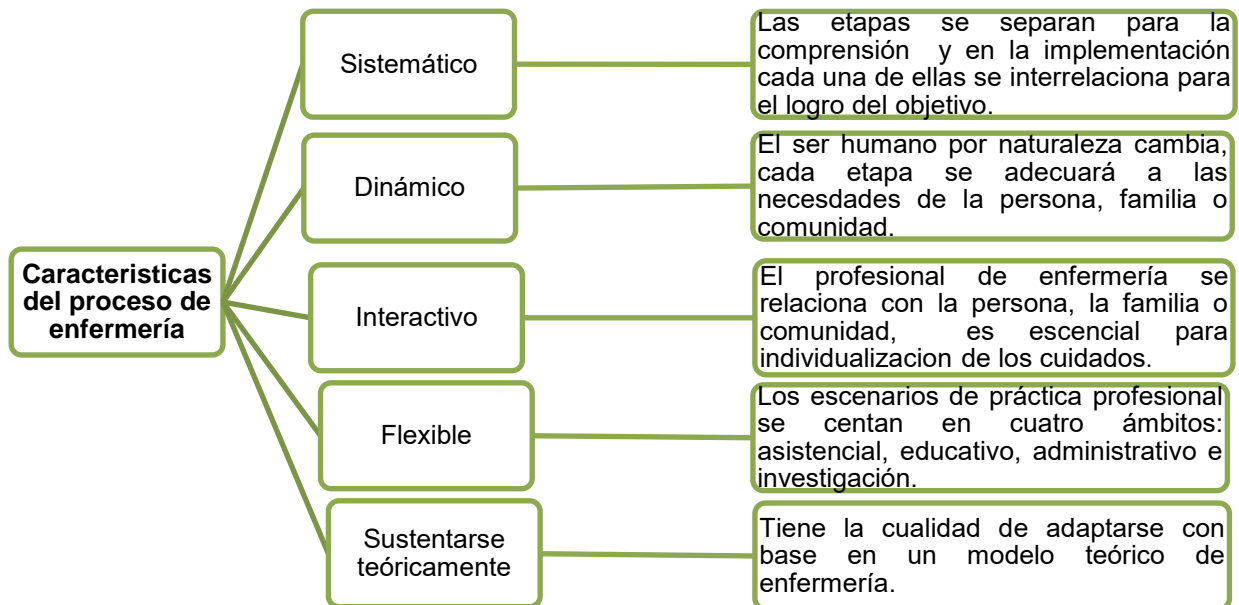 Caracteristicas
del proceso de
enfermería
Sistemático
Las etapas se separan para la
comprensión y en la implementación
cada una de ellas se interrelaciona para
el logro del objetivo.
Dinámico
El ser humano por naturaleza cambia,
cada etapa se adecuará a las
necesdades de la persona, familia o
comunidad.
Interactivo
El profesional de enfermería se
relaciona con la persona, la familia o
comunidad, es escencial para
individualizacion de los cuidados.
Flexible
Los escenarios de práctica profesional
se centan en cuatro ámbitos:
asistencial, educativo, administrativo e
investigación.
Sustentarse
teóricamente
Tiene la cualidad de adaptarse con
base en un modelo teórico de
enfermería.